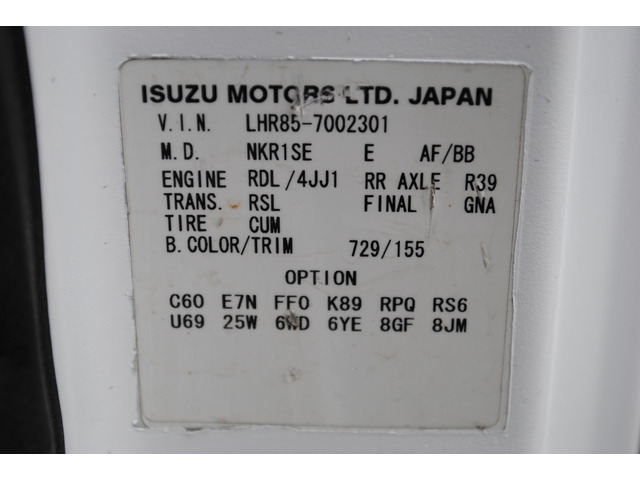 ISUZU MOTORS LTD. JAPAN
V.I.N. LHR85-7002301
M.D. NKR1SE E AF/BB
ENGINE RDL/4JJ1 RR AXLE R39
TRANS. RSL FINAL GNA
TIRE CUM
B.COLOR/TRIM 729/155
OPTION
C60 E7N FF0 K89 RPQ RS6
U69 25W 6WD 6YE 8GF 8JM